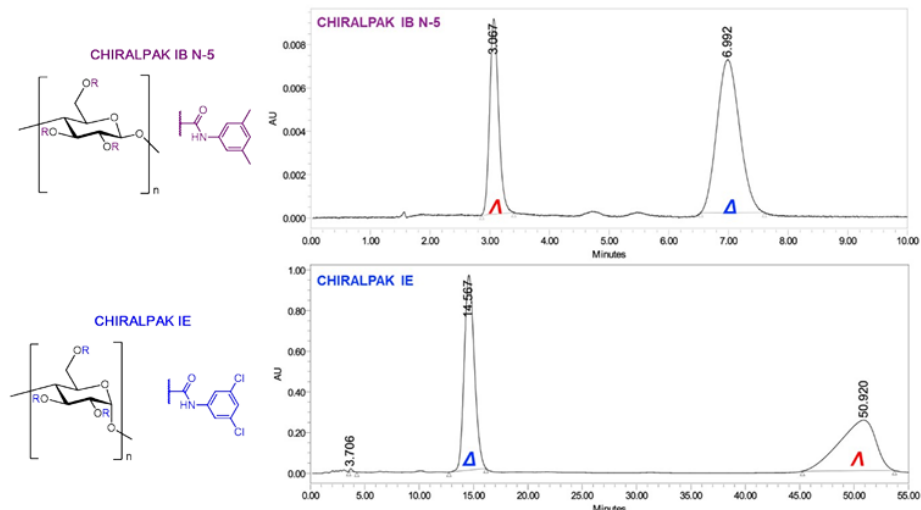 CHIRALPAK IB N-5
OR
O
RO
OR
O
n
O
HN
CHIRALPAK IB N-5
3.067
6.992
AU
0.008
0.006
0.004
0.002
0.000
Λ
Δ
0.00 1.00 2.00 3.00 4.00 5.00 6.00 7.00 8.00 9.00 10.00
Minutes
CHIRALPAK IE
OR
O
RO
OR
O
n
O
HN
Cl
Cl
CHIRALPAK IE
3.706
14.567
50.920
AU
1.00
0.80
0.60
0.40
0.20
0.00
Δ
Λ
0.00 5.00 10.00 15.00 20.00 25.00 30.00 35.00 40.00 45.00 50.00 55.00
Minutes